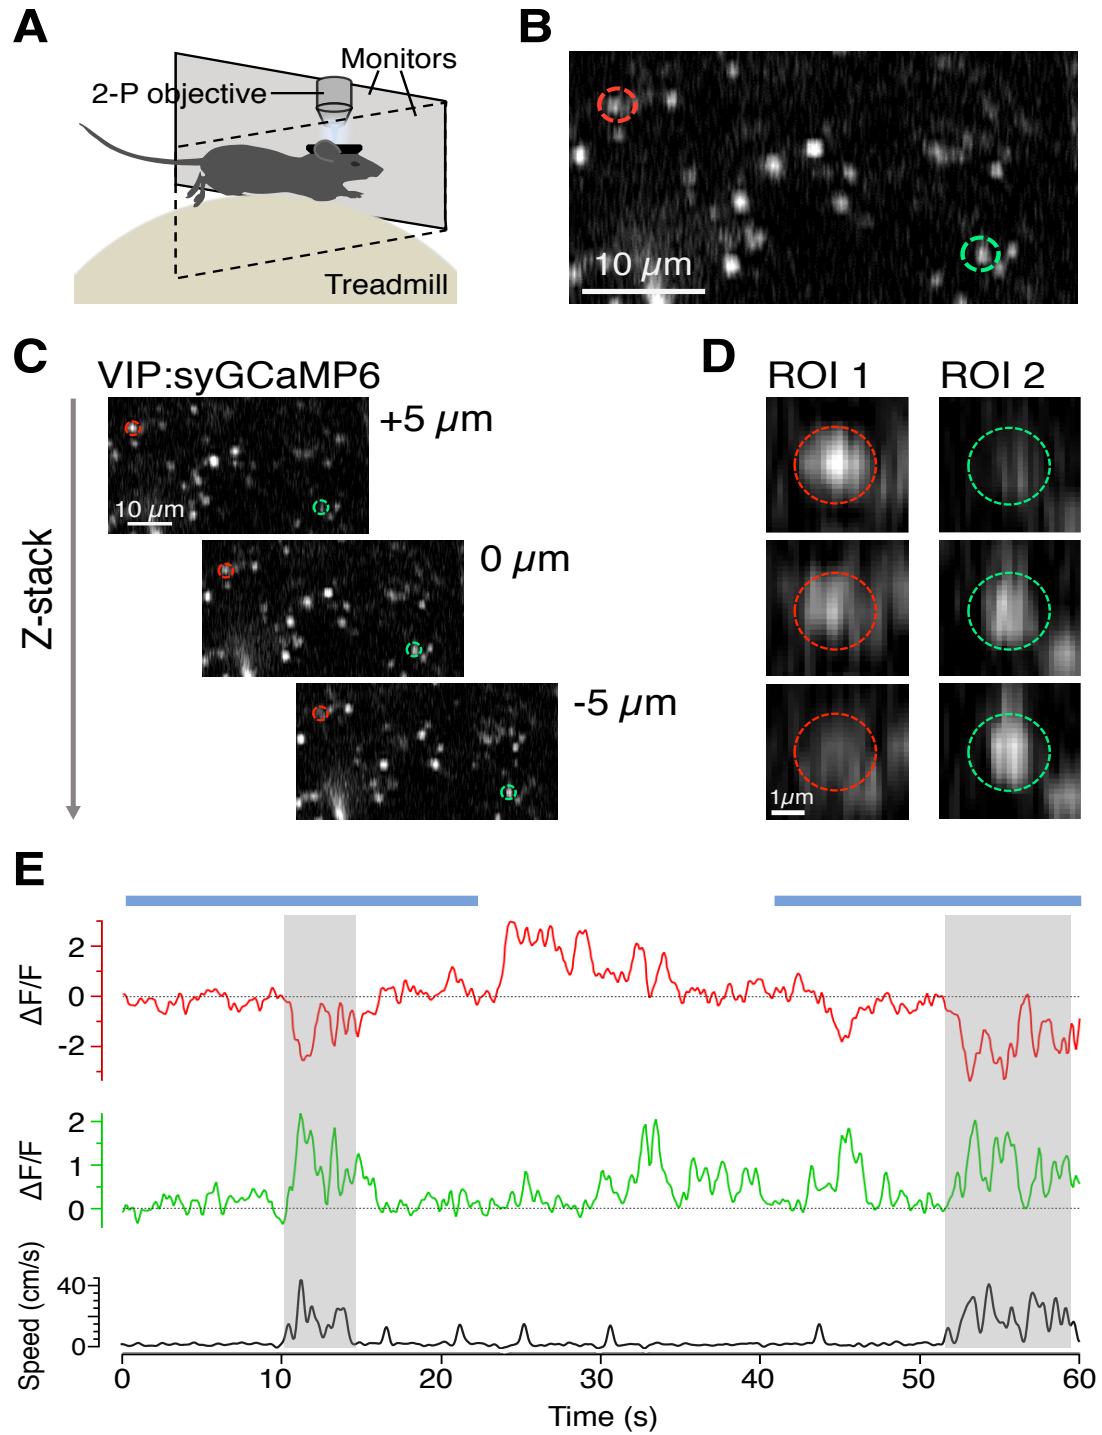 A
Monitors
2-P objective
Treadmill
B
10 µm
C
VIP:syGCaMP6
+5 µm
10 µm
0 µm
-5 µm
Z-stack
D
ROI 1
ROI 2
1µm
E
ΔF/F
2
0
-2
ΔF/F
2
1
0
Speed (cm/s)
40
0
0
10
20
30
40
50
60
Time (s)